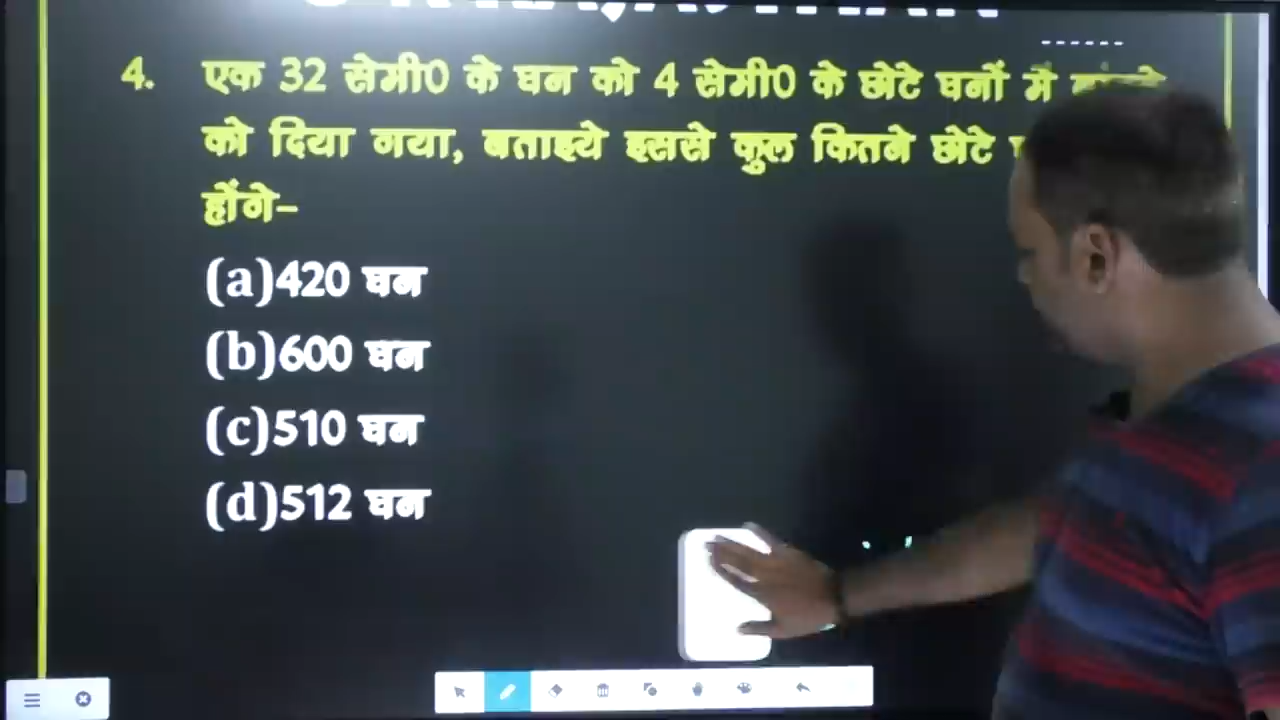 4. एक 32 सेमी0 के घन को 4 सेमी0 के छोटे घनों में
को दिया गया, बताइये इससे कुल कितने छोटे
होंगे-
(a)420 घन
(b)600 घन
(c)510 घन
(d)512 घन